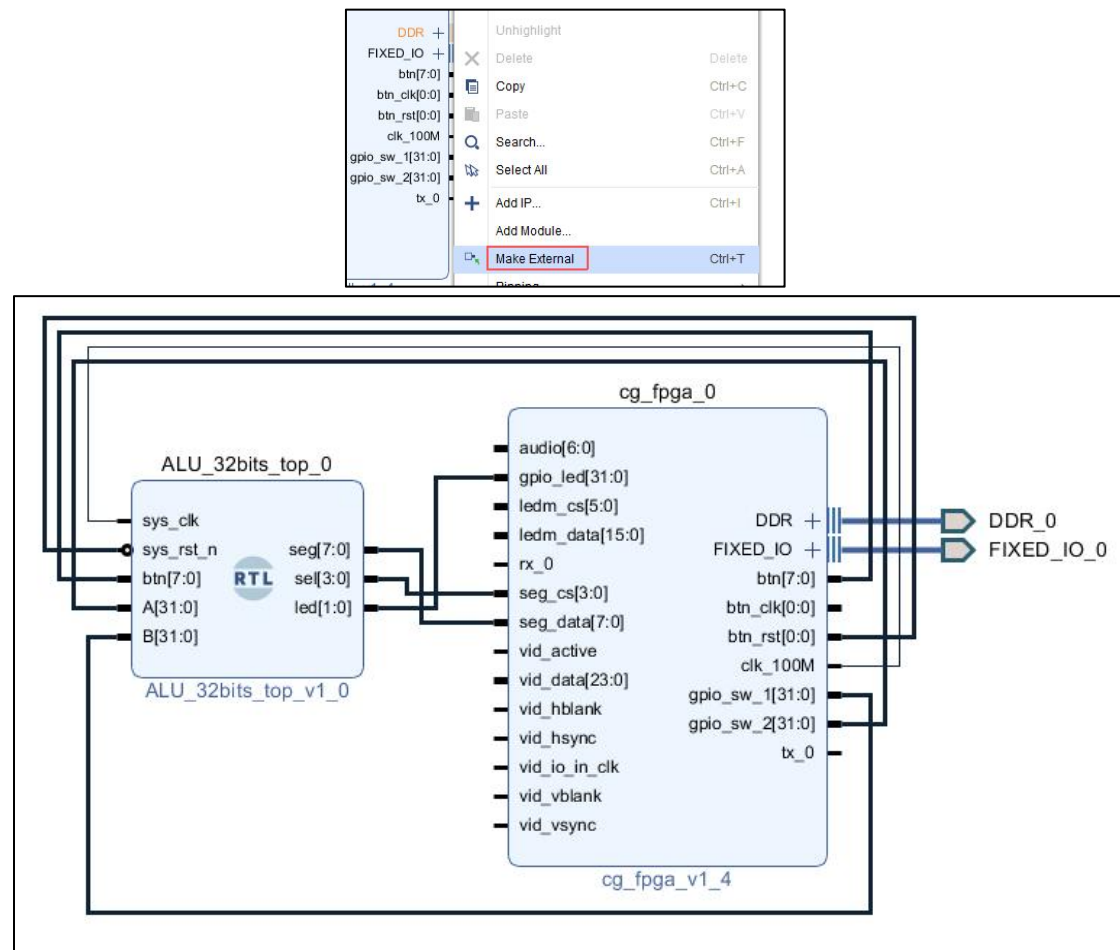 DDR
FIXED_IO
btn[7:0]
btn_clk[0:0]
btn_rst[0:0]
clk_100M
gpio_sw_1[31:0]
gpio_sw_2[31:0]
tx_0
Unhighlight
Delete Delete
Copy Ctrl+C
Paste Ctrl+V
Search... Ctrl+F
Select All Ctrl+A
Add IP... Ctrl+I
Add Module...
Make External Ctrl+T
ALU_32bits_top_0
sys_clk
sys_rst_n
btn[7:0]
A[31:0]
B[31:0]
RTL
seg[7:0]
sel[3:0]
led[1:0]
ALU_32bits_top_v1_0
cg_fpga_0
audio[6:0]
gpio_led[31:0]
ledm_cs[5:0]
ledm_data[15:0]
rx_0
seg_cs[3:0]
seg_data[7:0]
vid_active
vid_data[23:0]
vid_hblank
vid_hsync
vid_io_in_clk
vid_vblank
vid_vsync
DDR
FIXED_IO
btn[7:0]
btn_clk[0:0]
btn_rst[0:0]
clk_100M
gpio_sw_1[31:0]
gpio_sw_2[31:0]
tx_0
cg_fpga_v1_4
DDR_0
FIXED_IO_0